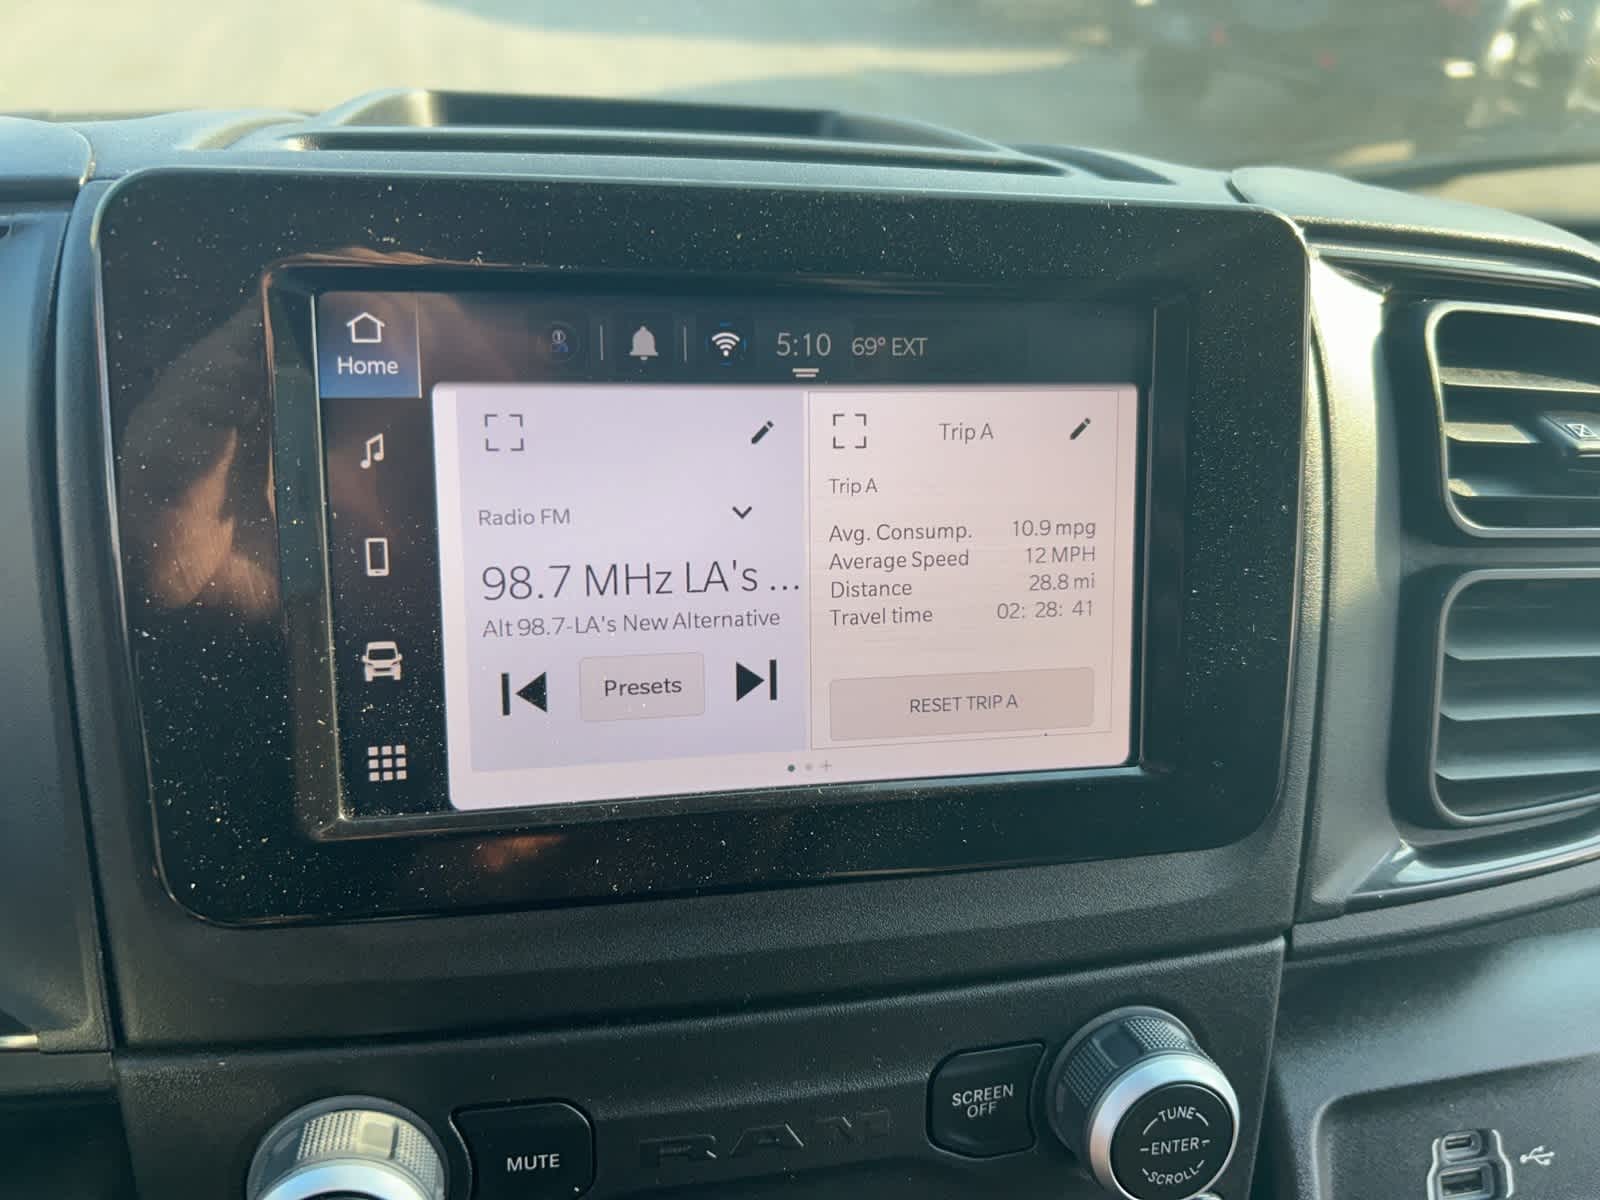 Home
5:10 69° EXT
Radio FM
98.7 MHz LA's ...
Alt 98.7-LA's New Alternative
Presets
Trip A
Trip A
Avg. Consump. 10.9 mpg
Average Speed 12 MPH
Distance 28.8 mi
Travel time 02: 28: 41
RESET TRIP A
MUTE
RAM
SCREEN
OFF
TUNE
ENTER
SCROLL